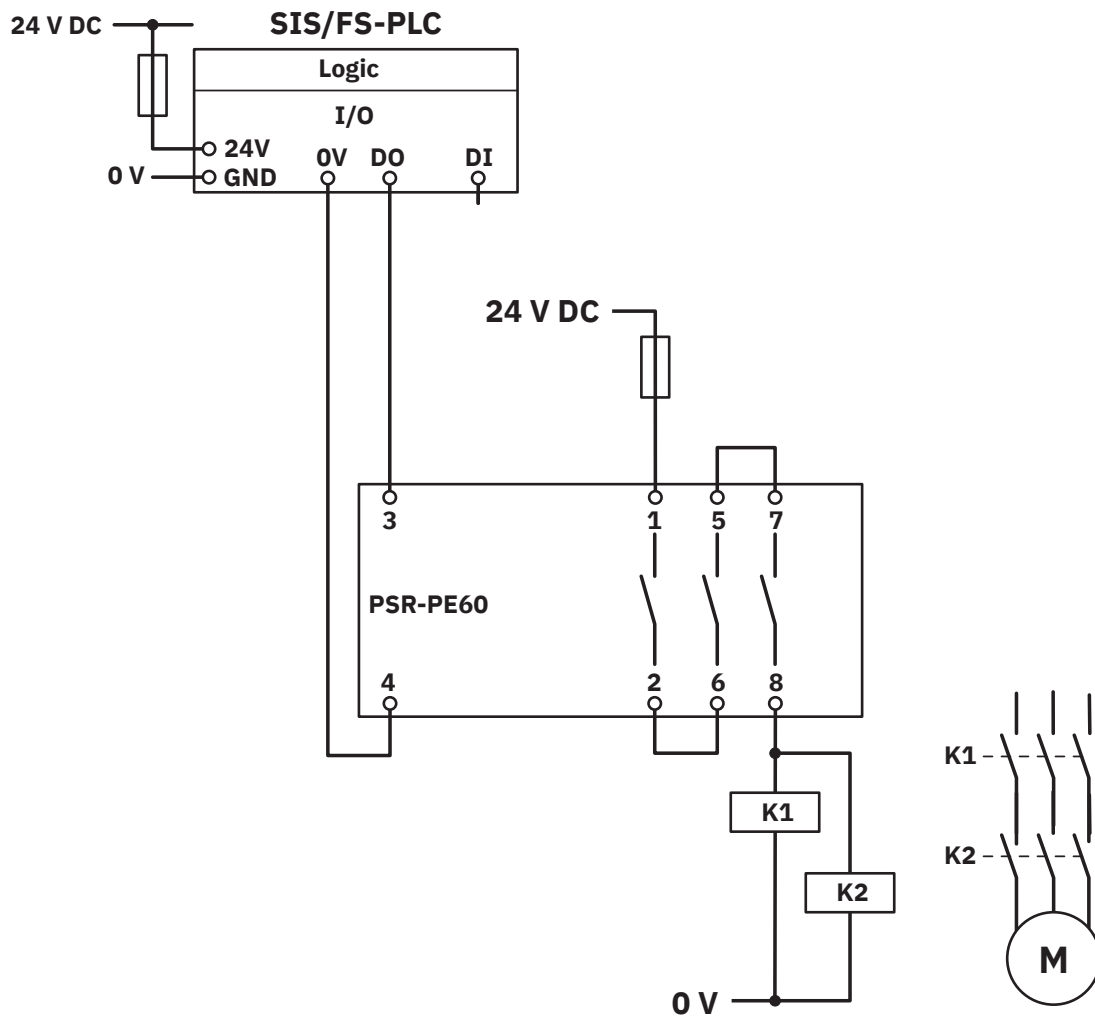 24 V DC
SIS/FS-PLC
Logic
I/O
24V
0V DO DI
0 V
GND
24 V DC
3 1 5 7
PSR-PE60
4 2 6 8
K1
K1
K2
K2
M
0 V